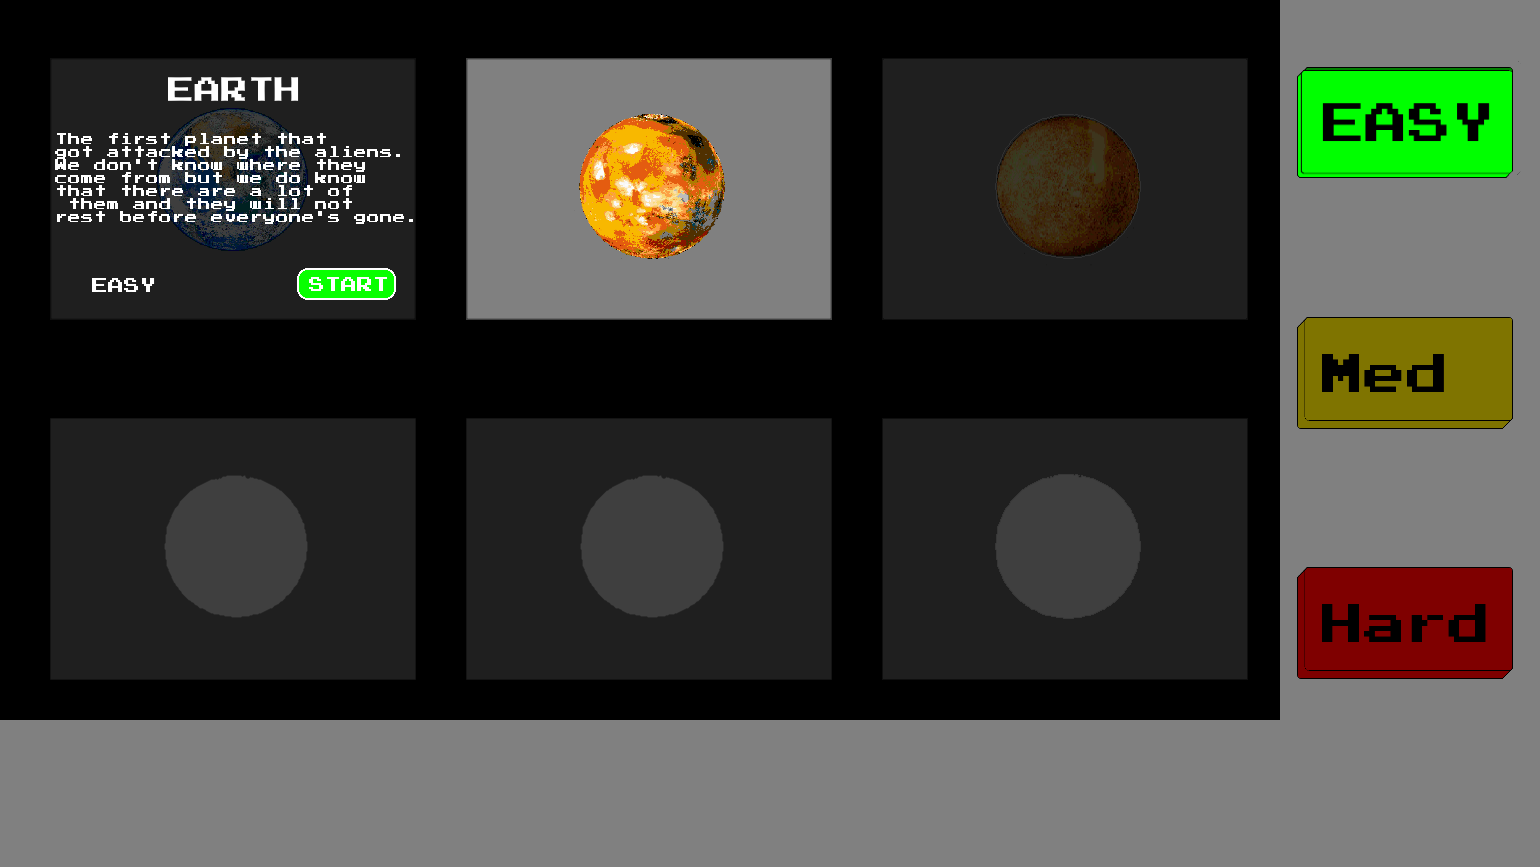 EARTH
The first planet that
got attacked by the aliens.
We don't know where they
come from but we do know
that there are a lot of
them and they will not
rest before everyone's gone.
EASY
START
EASY
Med
Hard